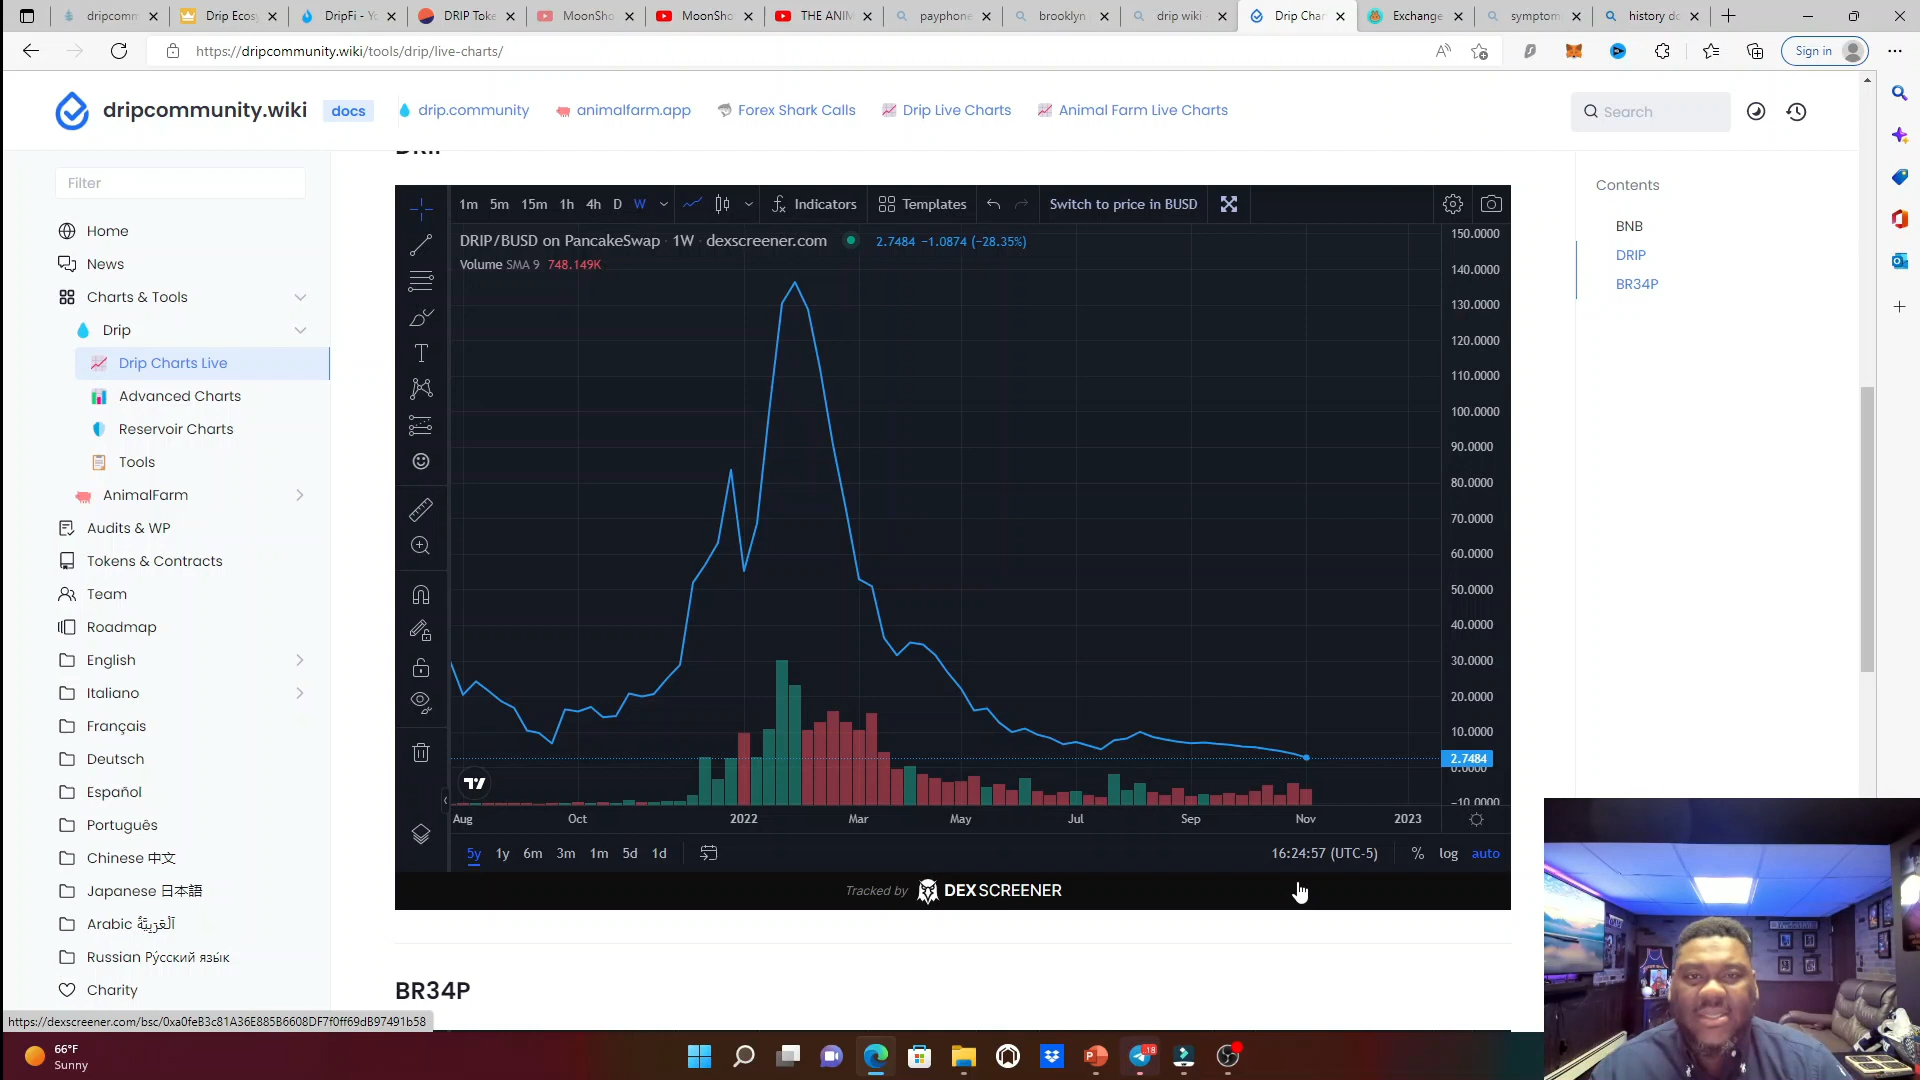 dripcomm
Drip Ecos
DripFi - Yo
DRIP Toke
MoonSho
MoonSho
THE ANIM
payphone
brooklyn
drip wiki -
Drip Char
Exchange
symptom
history do
https://dripcommunity.wiki/tools/drip/live-charts/
Sign in
dripcommunity.wiki
docs
drip.community
animalfarm.app
Forex Shark Calls
Drip Live Charts
Animal Farm Live Charts
Search
Filter
Home
News
Charts & Tools
Drip
Drip Charts Live
Advanced Charts
Reservoir Charts
Tools
AnimalFarm
Audits & WP
Tokens & Contracts
Team
Roadmap
English
Italiano
Français
Deutsch
Español
Português
Chinese 中文
Japanese 日本語
Arabic اَلْعَرَبِيَّةُ
Russian Ру́сский язы́к
Charity
DRIP
1m 5m 15m 1h 4h D W
Indicators
Templates
Switch to price in BUSD
DRIP/BUSD on PancakeSwap · 1W · dexscreener.com
2.7484 −1.0874 (−28.35%)
Volume SMA 9 748.149K
150.0000
140.0000
130.0000
120.0000
110.0000
100.0000
90.0000
80.0000
70.0000
60.0000
50.0000
40.0000
30.0000
20.0000
10.0000
2.7484
0.0000
−10.0000
Aug Oct 2022 Mar May Jul Sep Nov 2023
5y 1y 6m 3m 1m 5d 1d
16:24:57 (UTC-5)
% log auto
Tracked by DEX SCREENER
BR34P
Contents
BNB
DRIP
BR34P
https://dexscreener.com/bsc/0xa0feB3c81A36E885B6608DF7f0ff69dB97491b58
66°F
Sunny
18